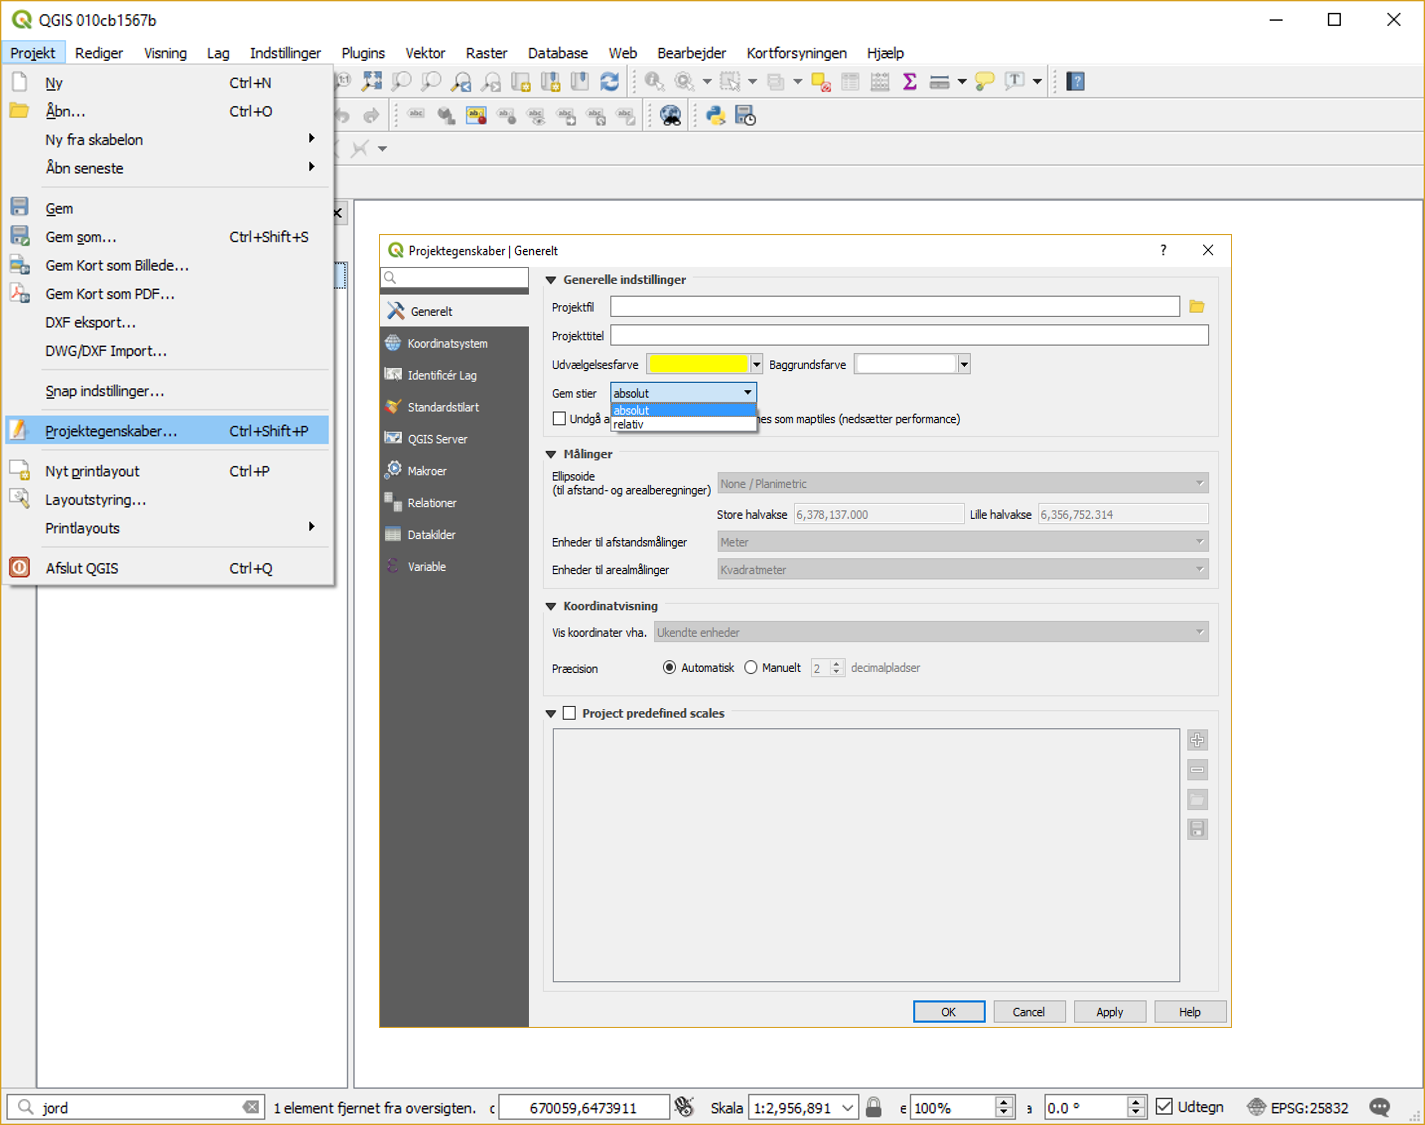 QGIS 010cb1567b
Projekt Rediger Visning Lag Indstillinger Plugins Vektor Raster Database Web Bearbejder Kortforsyningen Hjælp
Ny Ctrl+N
Åbn... Ctrl+O
Ny fra skabelon
Åbn seneste
Gem
Gem som... Ctrl+Shift+S
Gem Kort som Billede...
Gem Kort som PDF...
DXF eksport...
DWG/DXF Import...
Snap indstillinger...
Projektegenskaber... Ctrl+Shift+P
Nyt printlayout Ctrl+P
Layoutstyring...
Printlayouts
Afslut QGIS Ctrl+Q
Projektegenskaber | Generelt
Generelt
Koordinatsystem
Identificér Lag
Standardstilart
QGIS Server
Makroer
Relationer
Datakilder
Variable
Generelle indstillinger
Projektfil
Projekttitel
Udvælgelsesfarve Baggrundsfarve
Gem stier absolut
absolut
relativ
Undgå a nes som maptiles (nedsætter performance)
Målinger
Ellipsoide
(til afstand- og arealberegninger) None / Planimetric
Store halvakse 6,378,137.000 Lille halvakse 6,356,752.314
Enheder til afstandsmålinger Meter
Enheder til arealmålinger Kvadratmeter
Koordinatvisning
Vis koordinater vha. Ukendte enheder
Præcision Automatisk Manuelt 2 decimalpladser
Project predefined scales
OK Cancel Apply Help
jord 1 element fjernet fra oversigten. 670059,6473911 Skala 1:2,956,891 e 100% a 0.0 ° Udtegn EPSG:25832